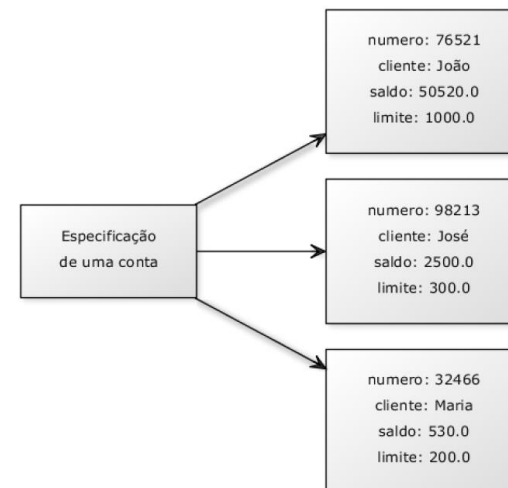 numero: 76521
cliente: João
saldo: 50520.0
limite: 1000.0
Especificação
de uma conta
numero: 98213
cliente: José
saldo: 2500.0
limite: 300.0
numero: 32466
cliente: Maria
saldo: 530.0
limite: 200.0